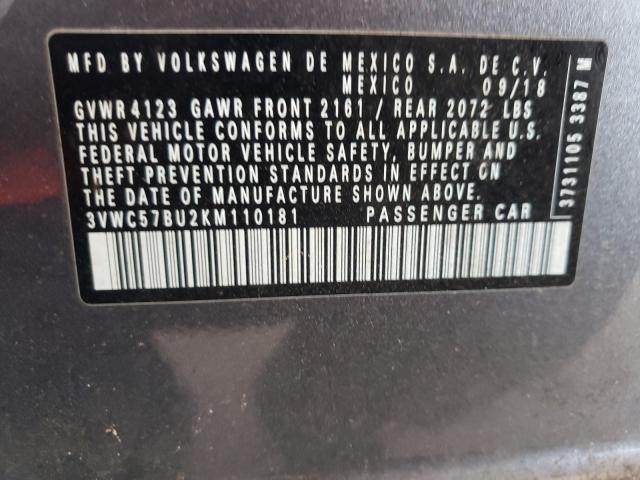 MFD BY VOLKSWAGEN DE MEXICO S.A. DE C.V.
MEXICO 09/18
GVWR 4123 GAWR FRONT 2161 / REAR 2072 LBS
THIS VEHICLE CONFORMS TO ALL APPLICABLE U.S.
FEDERAL MOTOR VEHICLE SAFETY, BUMPER AND
THEFT PREVENTION STANDARDS IN EFFECT ON
THE DATE OF MANUFACTURE SHOWN ABOVE.
3VWC57BU2KM110181 PASSENGER CAR
3731105 3387 M